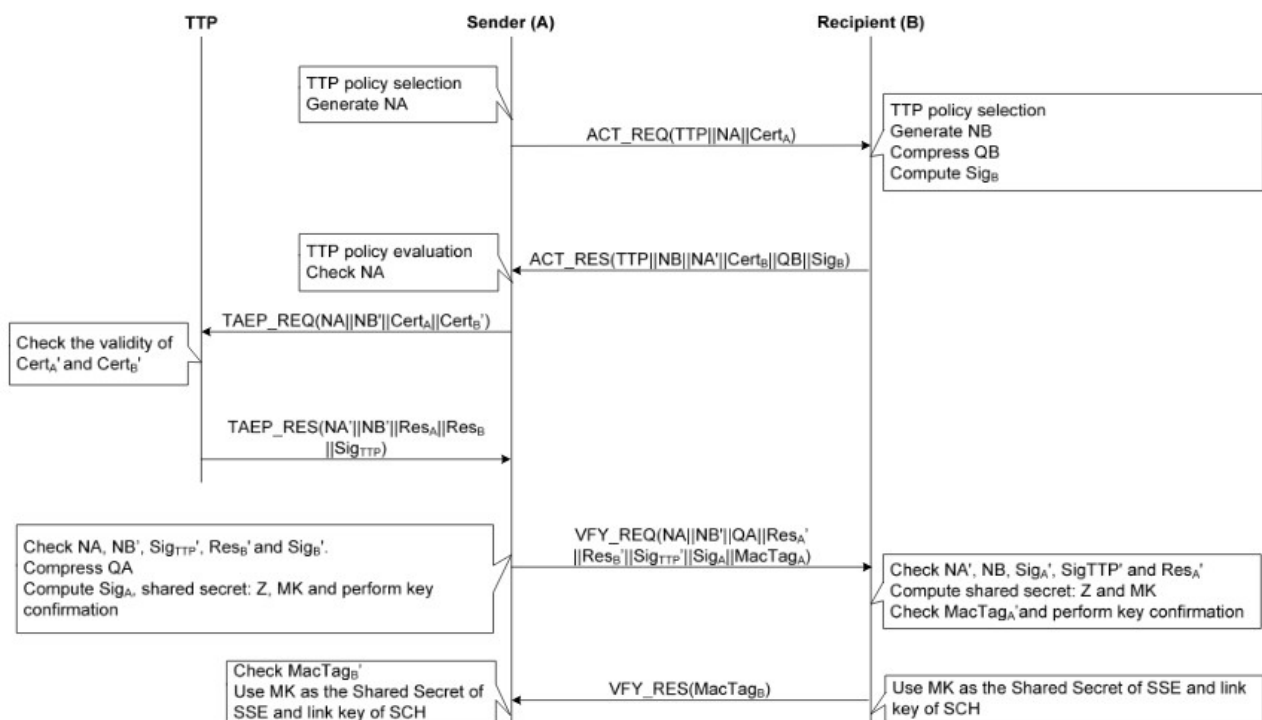 TTP
Sender (A)
Recipient (B)
TTP policy selection
Generate NA
ACT_REQ(TTP||NA||CertA)
TTP policy selection
Generate NB
Compress QB
Compute SigB
TTP policy evaluation
Check NA
ACT_RES(TTP||NB||NA'||CertB||QB||SigB)
TAEP_REQ(NA||NB'||CertA||CertB')
Check the validity of
CertA' and CertB'
TAEP_RES(NA'||NB'||ResA||ResB
||SigTTP)
Check NA, NB', SigTTP', ResB' and SigB'.
Compress QA
Compute SigA, shared secret: Z, MK and perform key
confirmation
VFY_REQ(NA||NB'||QA||ResA'
||ResB'||SigTTP'||SigA||MacTagA)
Check NA', NB, SigA', SigTTP' and ResA'
Compute shared secret: Z and MK
Check MacTagA'and perform key confirmation
Check MacTagB'
Use MK as the Shared Secret of
SSE and link key of SCH
VFY_RES(MacTagB)
Use MK as the Shared Secret of SSE and link
key of SCH